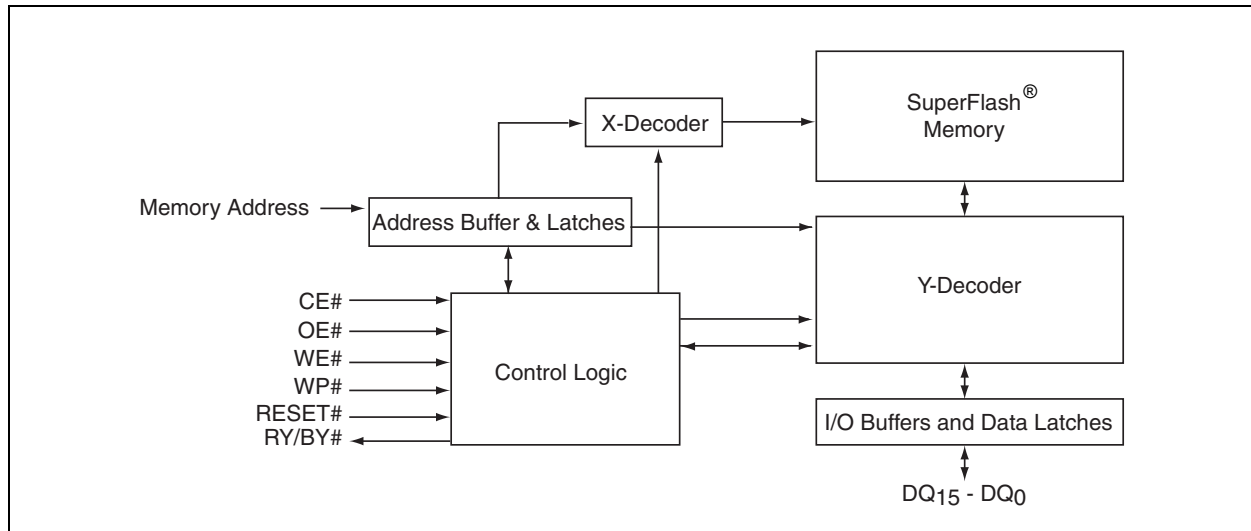 SuperFlash®
Memory
X-Decoder
Memory Address
Address Buffer & Latches
Y-Decoder
CE#
OE#
WE#
WP#
RESET#
RY/BY#
Control Logic
I/O Buffers and Data Latches
DQ15 - DQ0